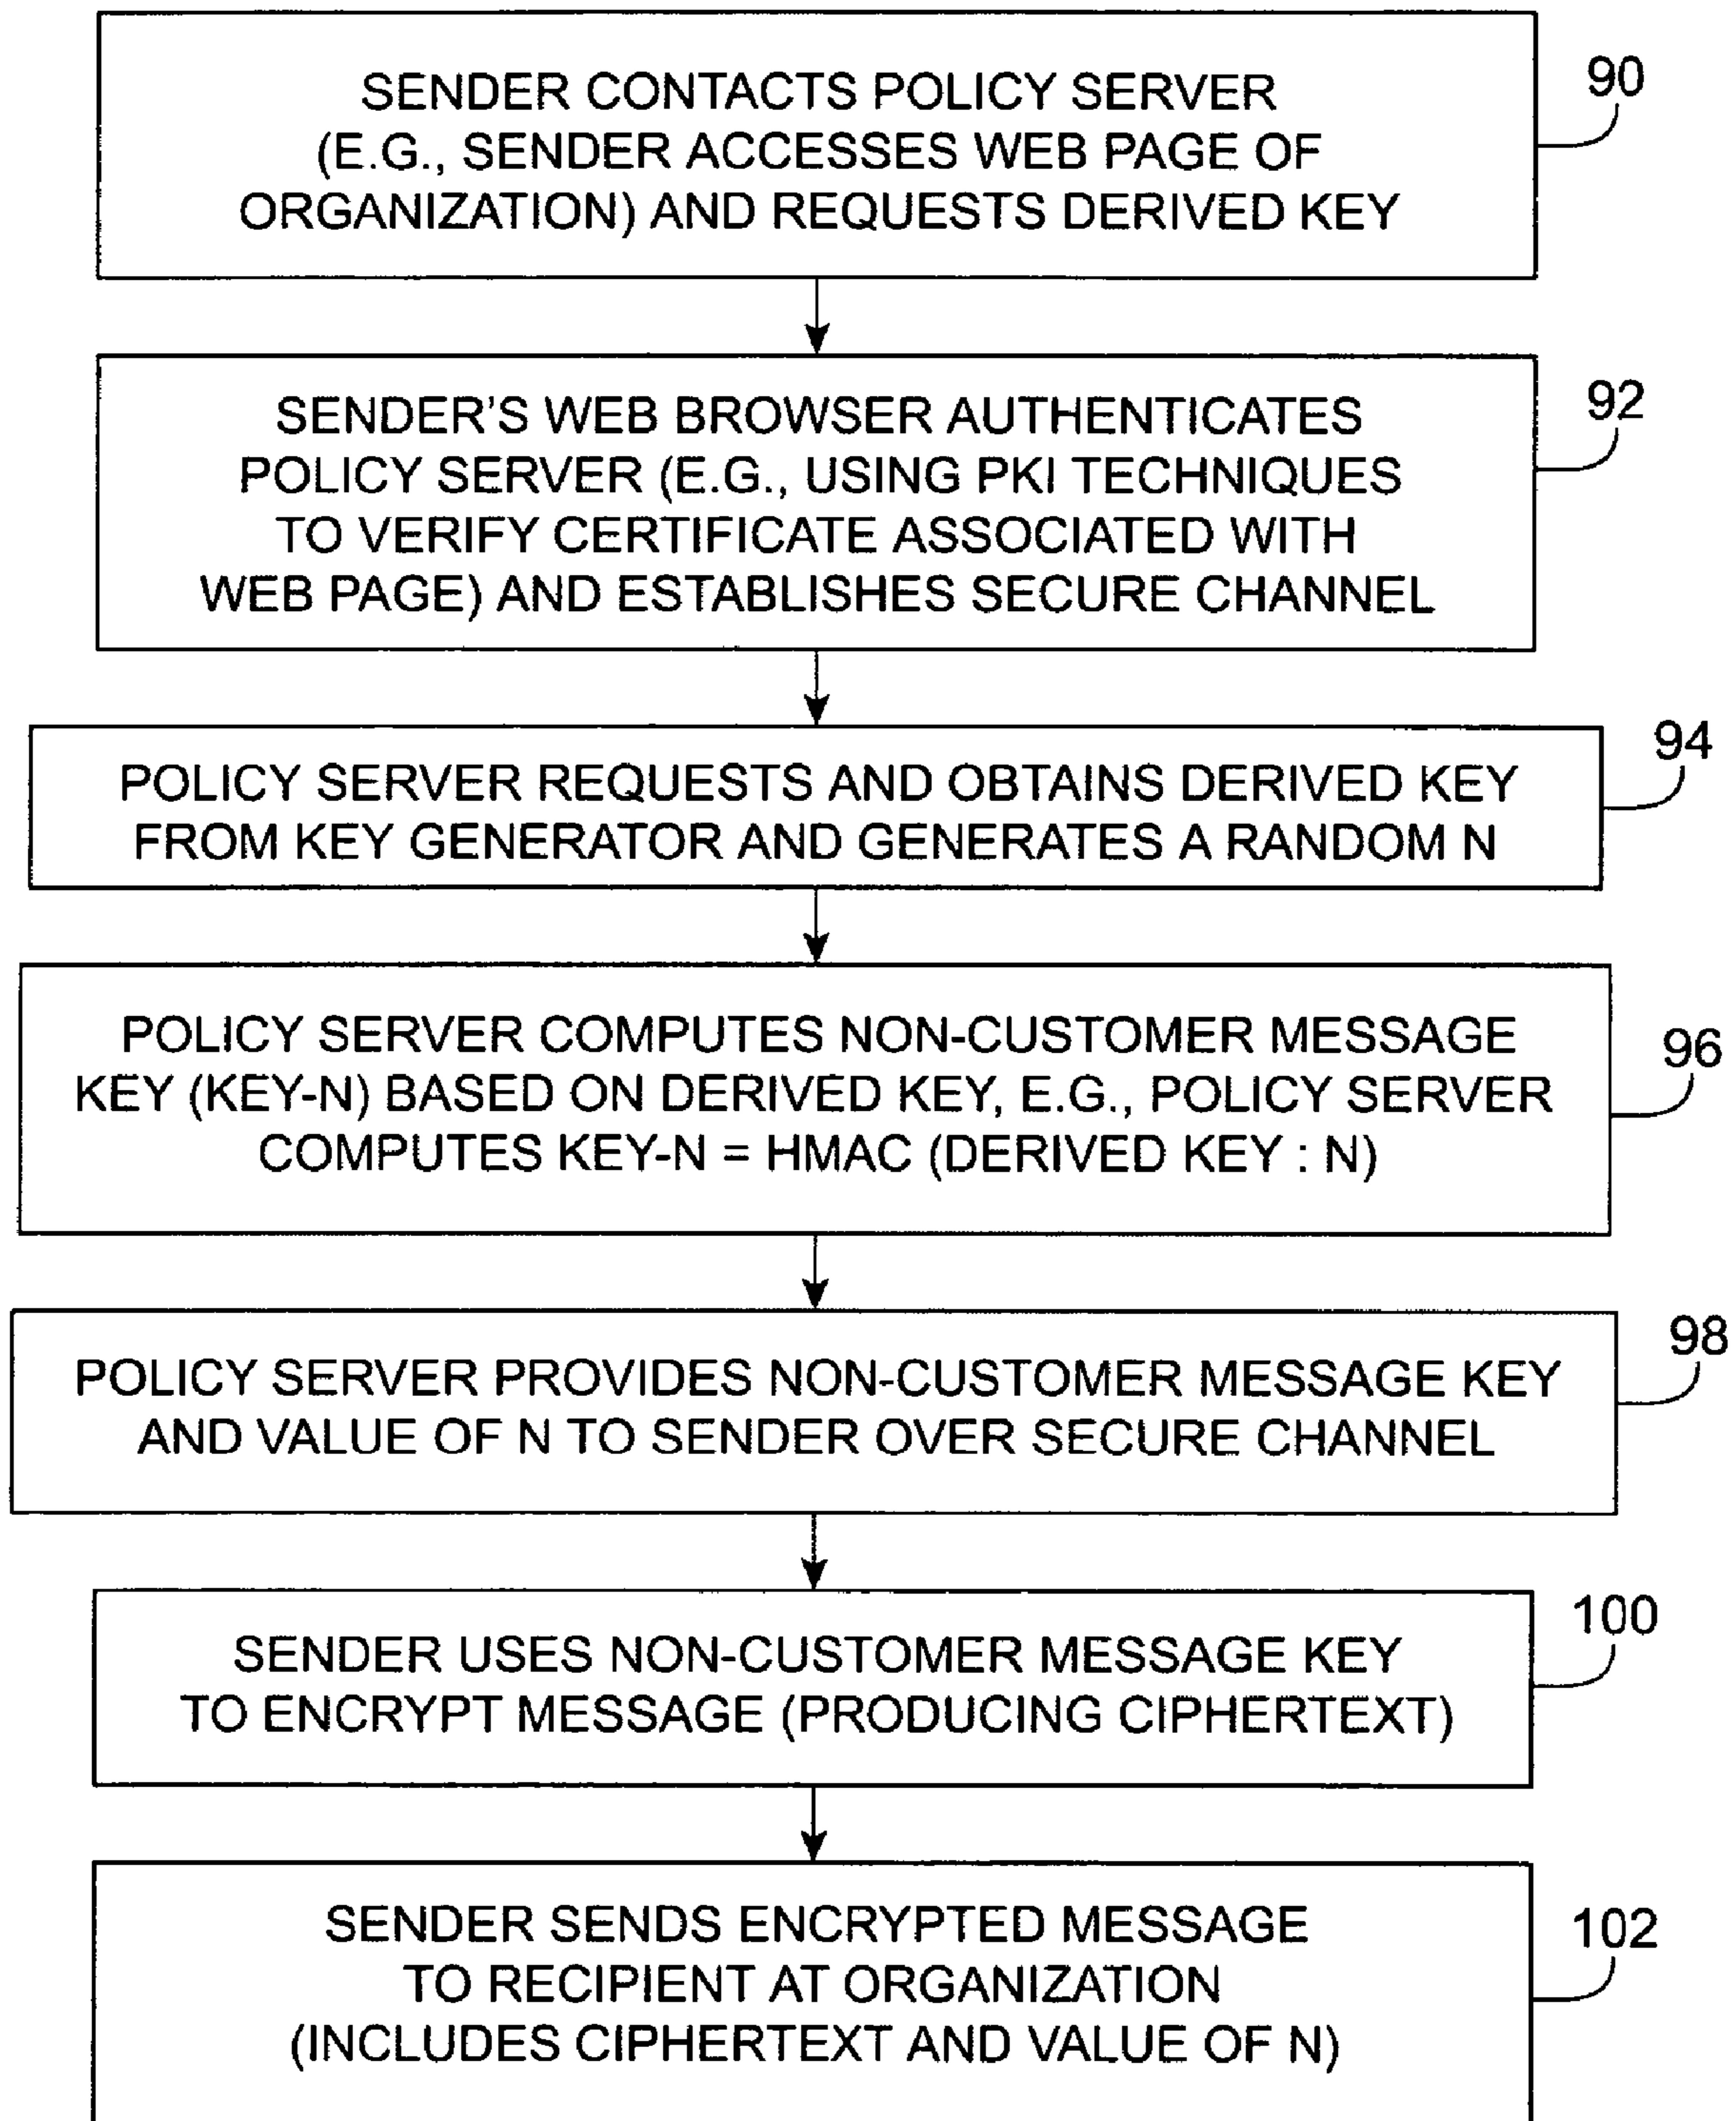 SENDER CONTACTS POLICY SERVER
(E.G., SENDER ACCESSES WEB PAGE OF
ORGANIZATION) AND REQUESTS DERIVED KEY
90
SENDER'S WEB BROWSER AUTHENTICATES
POLICY SERVER (E.G., USING PKI TECHNIQUES
TO VERIFY CERTIFICATE ASSOCIATED WITH
WEB PAGE) AND ESTABLISHES SECURE CHANNEL
92
POLICY SERVER REQUESTS AND OBTAINS DERIVED KEY
FROM KEY GENERATOR AND GENERATES A RANDOM N
94
POLICY SERVER COMPUTES NON-CUSTOMER MESSAGE
KEY (KEY-N) BASED ON DERIVED KEY, E.G., POLICY SERVER
COMPUTES KEY-N = HMAC (DERIVED KEY : N)
96
POLICY SERVER PROVIDES NON-CUSTOMER MESSAGE KEY
AND VALUE OF N TO SENDER OVER SECURE CHANNEL
98
SENDER USES NON-CUSTOMER MESSAGE KEY
TO ENCRYPT MESSAGE (PRODUCING CIPHERTEXT)
100
SENDER SENDS ENCRYPTED MESSAGE
TO RECIPIENT AT ORGANIZATION
(INCLUDES CIPHERTEXT AND VALUE OF N)
102